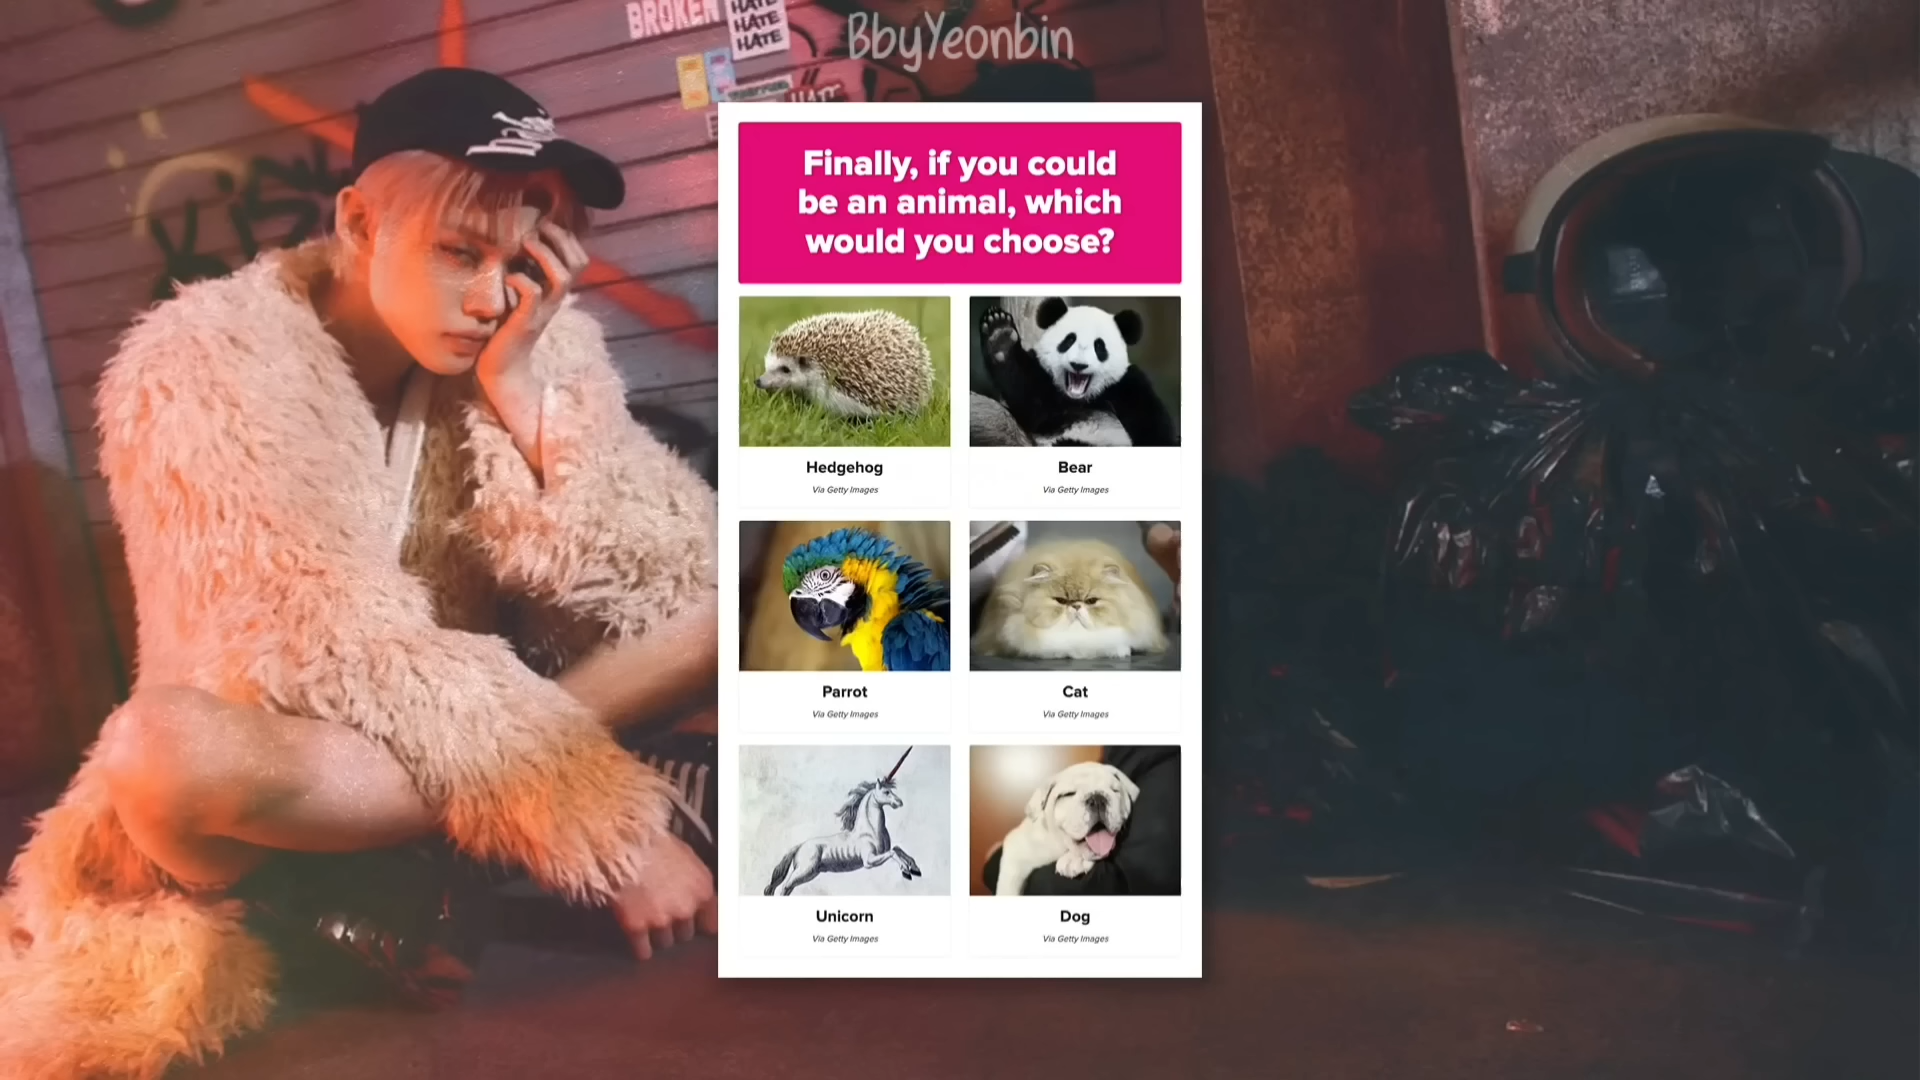 BROKEN
HATE
HATE
HATE
BbyYeonbin
HATE
Finally, if you could
be an animal, which
would you choose?
Hedgehog
Via Getty Images
Bear
Via Getty Images
Parrot
Via Getty Images
Cat
Via Getty Images
Unicorn
Via Getty Images
Dog
Via Getty Images